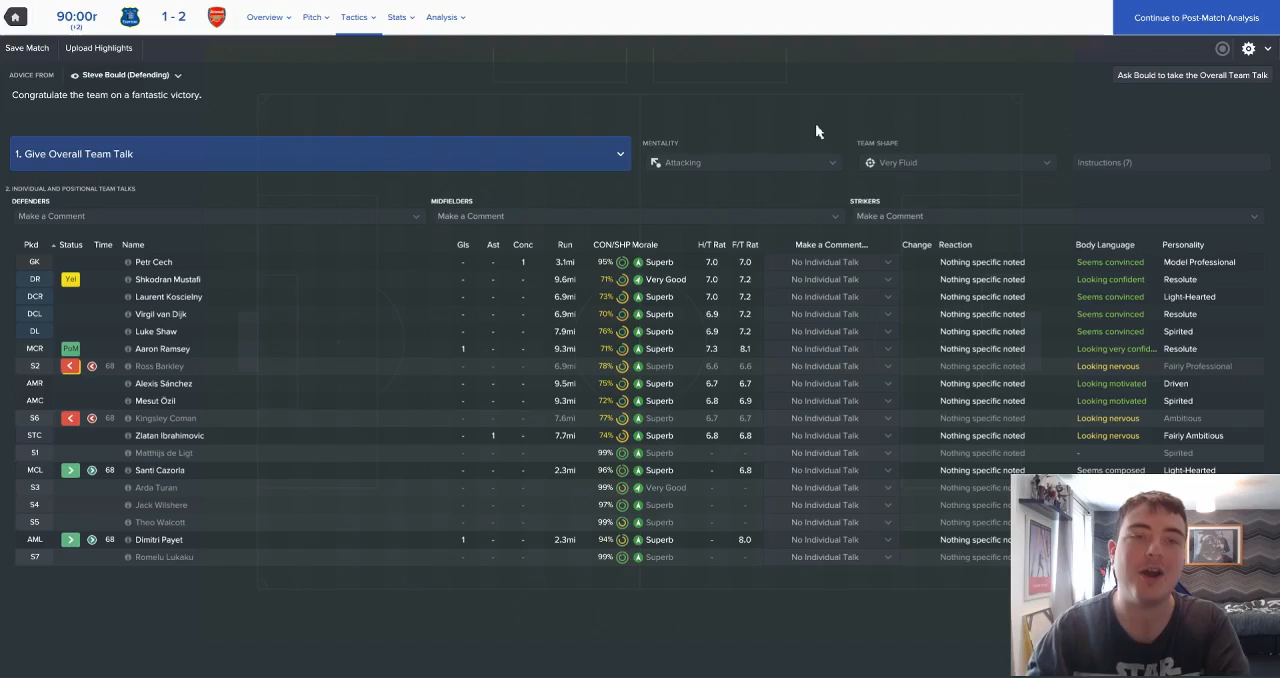 90:00r 1 - 2 Overview Pitch Tactics Stats Analysis Continue to Post-Match Analysis
(+2)
Save Match Upload Highlights
ADVICE FROM Steve Bould (Defending) Ask Bould to take the Overall Team Talk
Congratulate the team on a fantastic victory.
MENTALITY TEAM SHAPE
1. Give Overall Team Talk Attacking Very Fluid Instructions (7)
2. INDIVIDUAL AND POSITIONAL TEAM TALKS
DEFENDERS MIDFIELDERS STRIKERS
Make a Comment Make a Comment Make a Comment
Pkd Status Time Name Gls Ast Conc Run CON/SHP Morale H/T Rat F/T Rat Make a Comment... Change Reaction Body Language Personality
GK Petr Cech - - 1 3.1mi 95% Superb 7.0 7.0 No Individual Talk Nothing specific noted Seems convinced Model Professional
DR Yel Shkodran Mustafi - - - 9.6mi 71% Very Good 7.0 7.2 No Individual Talk Nothing specific noted Looking confident Resolute
DCR Laurent Koscielny - - - 6.9mi 73% Superb 7.0 7.2 No Individual Talk Nothing specific noted Seems convinced Light-Hearted
DCL Virgil van Dijk - - - 6.9mi 70% Superb 6.9 7.2 No Individual Talk Nothing specific noted Seems convinced Resolute
DL Luke Shaw - - - 7.9mi 76% Superb 6.9 7.2 No Individual Talk Nothing specific noted Seems convinced Spirited
MCR PoM Aaron Ramsey 1 - - 9.3mi 71% Superb 7.3 8.1 No Individual Talk Nothing specific noted Looking very confid... Resolute
S2 68 Ross Barkley - - - 6.9mi 78% Superb 6.6 6.6 No Individual Talk Nothing specific noted Looking nervous Fairly Professional
AMR Alexis Sánchez - - - 9.5mi 75% Superb 6.7 6.7 No Individual Talk Nothing specific noted Looking motivated Driven
AMC Mesut Özil - - - 9.3mi 72% Superb 6.8 6.9 No Individual Talk Nothing specific noted Looking motivated Spirited
S6 68 Kingsley Coman - - - 7.6mi 77% Superb 6.7 6.7 No Individual Talk Nothing specific noted Looking nervous Ambitious
STC Zlatan Ibrahimovic - 1 - 7.7mi 74% Superb 6.8 6.8 No Individual Talk Nothing specific noted Looking nervous Fairly Ambitious
S1 Matthijs de Ligt - - - - 99% Superb - - No Individual Talk Nothing specific noted - Spirited
MCL 68 Santi Cazorla - - - 2.3mi 96% Superb - 6.8 No Individual Talk Nothing specific noted Seems composed Light-Hearted
S3 Arda Turan - - - - 99% Very Good - - No Individual Talk Nothing specific no
S4 Jack Wilshere - - - - 97% Superb - - No Individual Talk Nothing specific no
S5 Theo Walcott - - - - 99% Superb - - No Individual Talk Nothing specific no
AML 68 Dimitri Payet 1 - - 2.3mi 94% Superb - 8.0 No Individual Talk Nothing specific no
S7 Romelu Lukaku - - - - 99% Superb - - No Individual Talk Nothing specific no
STAR